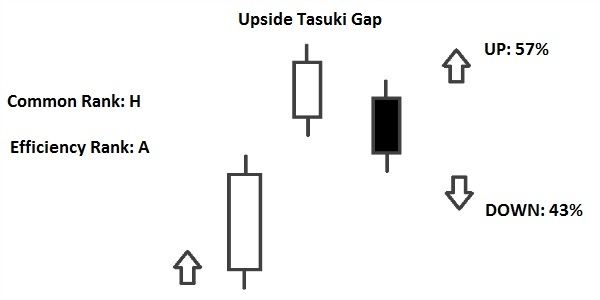 Upside Tasuki Gap
UP: 57%
Common Rank: H
Efficiency Rank: A
DOWN: 43%